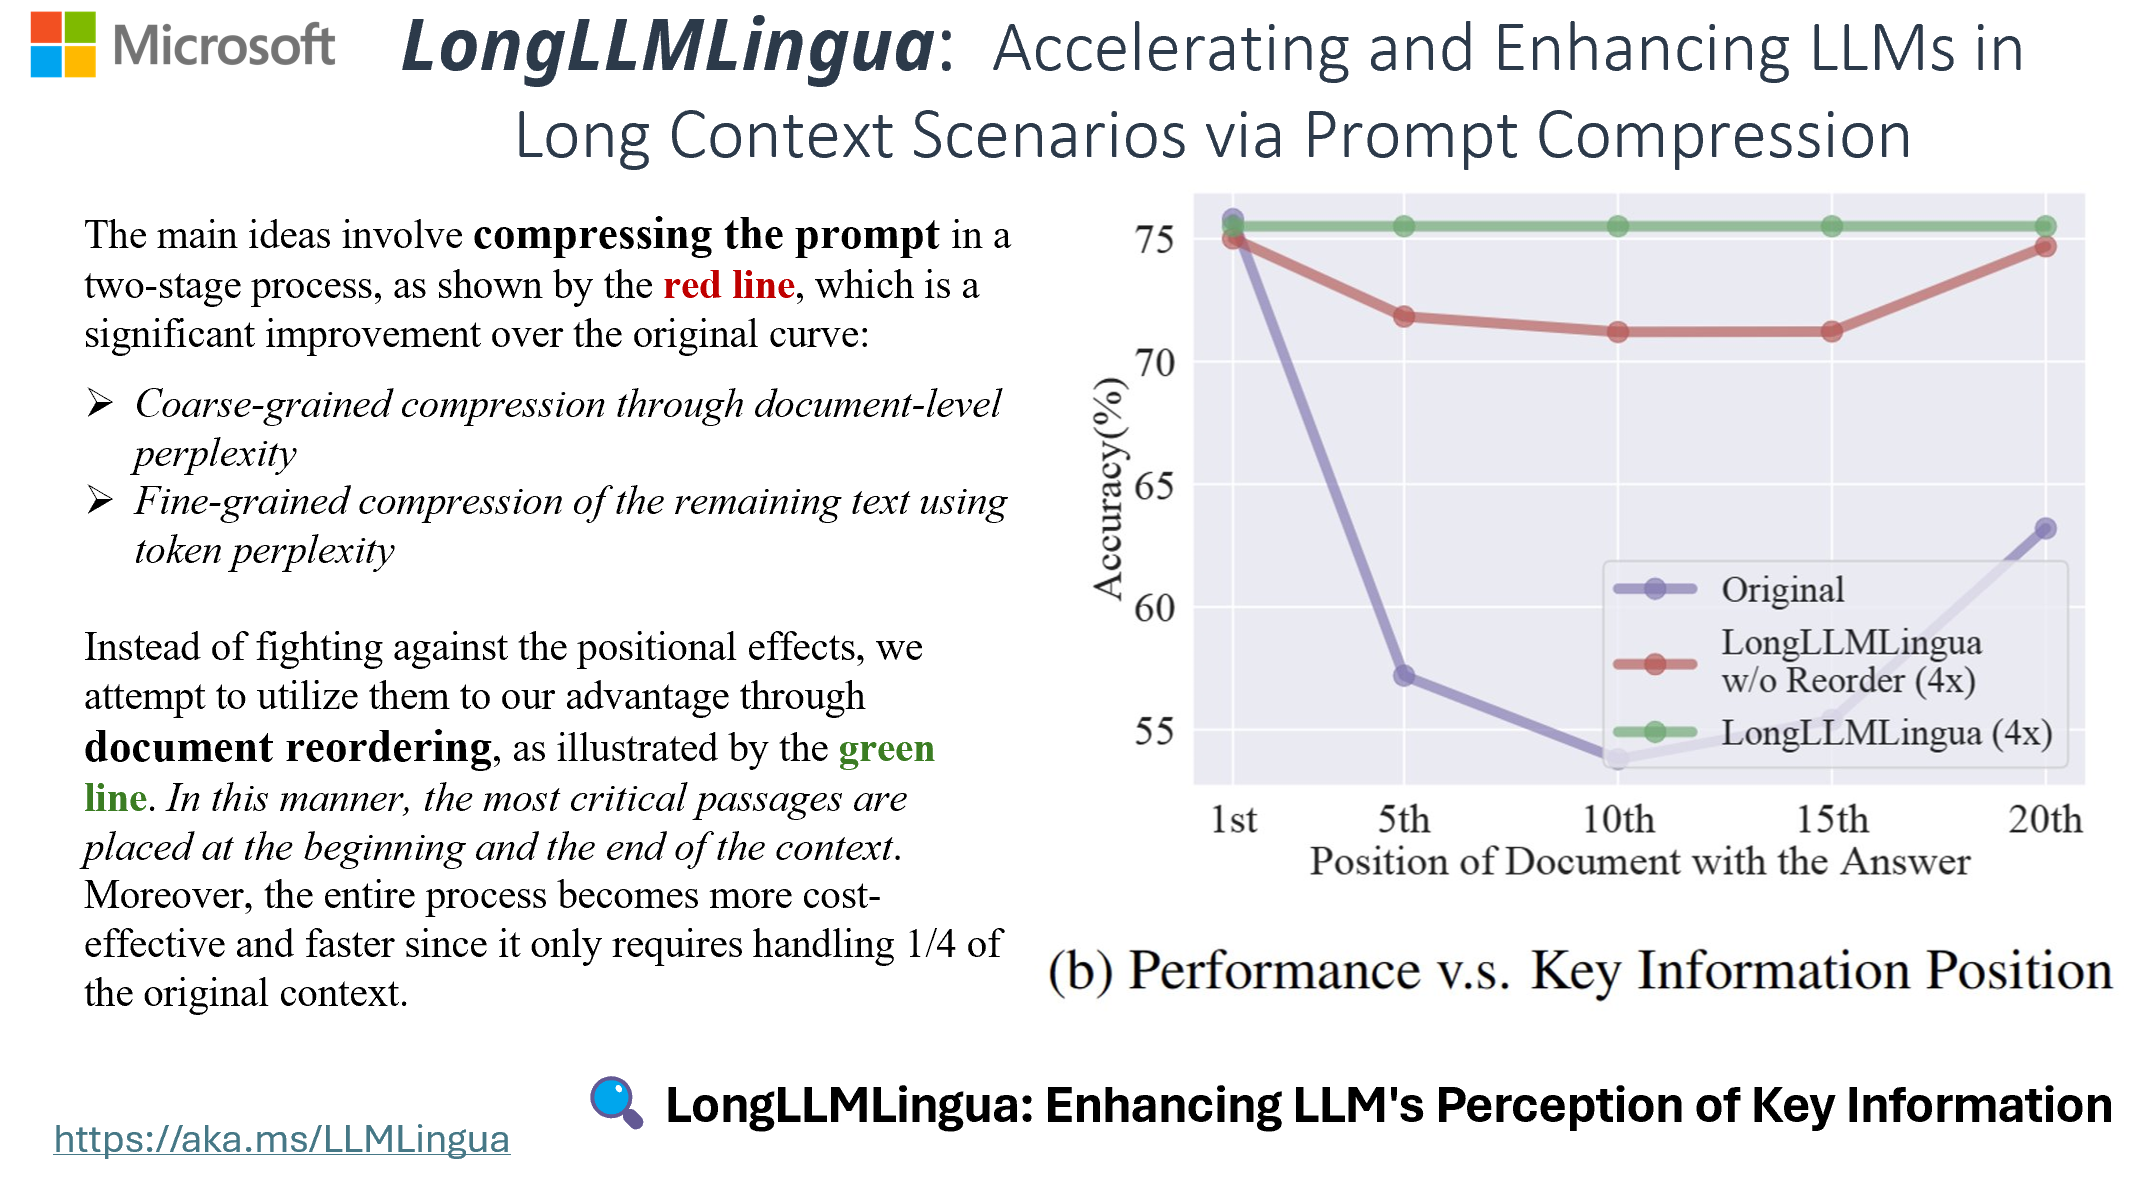 Microsoft
LongLLMLingua: Accelerating and Enhancing LLMs in
Long Context Scenarios via Prompt Compression
The main ideas involve compressing the prompt in a
two-stage process, as shown by the red line, which is a
significant improvement over the original curve:
➢ Coarse-grained compression through document-level
perplexity
➢ Fine-grained compression of the remaining text using
token perplexity
Instead of fighting against the positional effects, we
attempt to utilize them to our advantage through
document reordering, as illustrated by the green
line. In this manner, the most critical passages are
placed at the beginning and the end of the context.
Moreover, the entire process becomes more cost-
effective and faster since it only requires handling 1/4 of
the original context.
75
70
65
60
55
Accuracy(%)
Original
LongLLMLingua
w/o Reorder (4x)
LongLLMLingua (4x)
1st 5th 10th 15th 20th
Position of Document with the Answer
(b) Performance v.s. Key Information Position
LongLLMLingua: Enhancing LLM's Perception of Key Information
https://aka.ms/LLMLingua